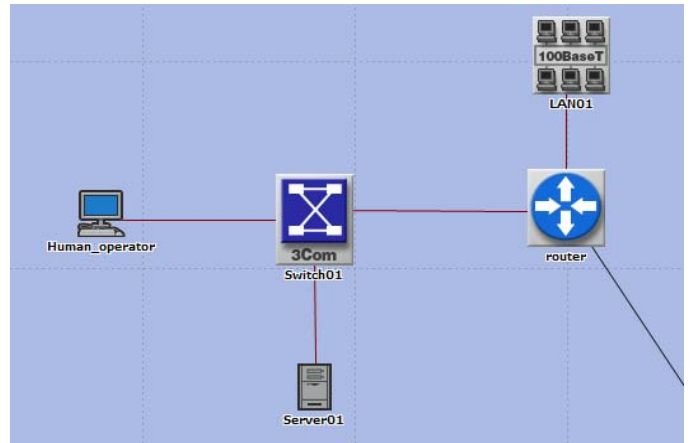 100BaseT
LAN01
Human_operator
3Com
Switch01
router
Server01